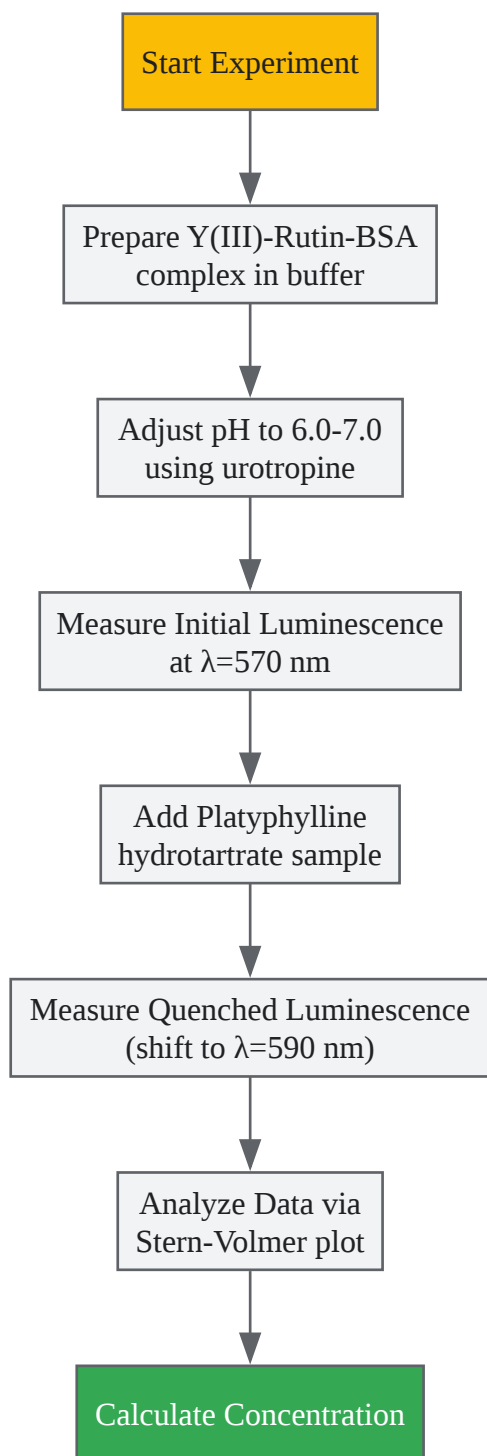 Start Experiment
Prepare Y(III)-Rutin-BSA
complex in buffer
Adjust pH to 6.0-7.0
using urotropine
Measure Initial Luminescence
at λ=570 nm
Add Platyphylline
hydrotartrate sample
Measure Quenched Luminescence
(shift to λ=590 nm)
Analyze Data via
Stern-Volmer plot
Calculate Concentration